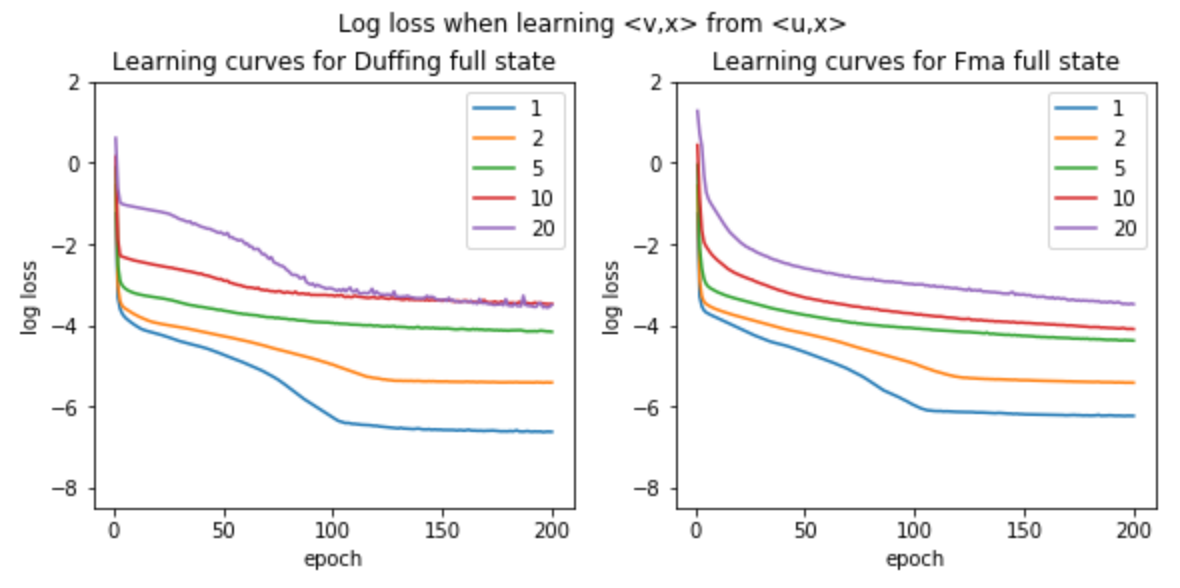 Log loss when learning <v,x> from <u,x>
Learning curves for Duffing full state
2
0
−2
−4
−6
−8
log loss
0 50 100 150 200
epoch
1
2
5
10
20
Learning curves for Fma full state
2
0
−2
−4
−6
−8
log loss
0 50 100 150 200
epoch
1
2
5
10
20